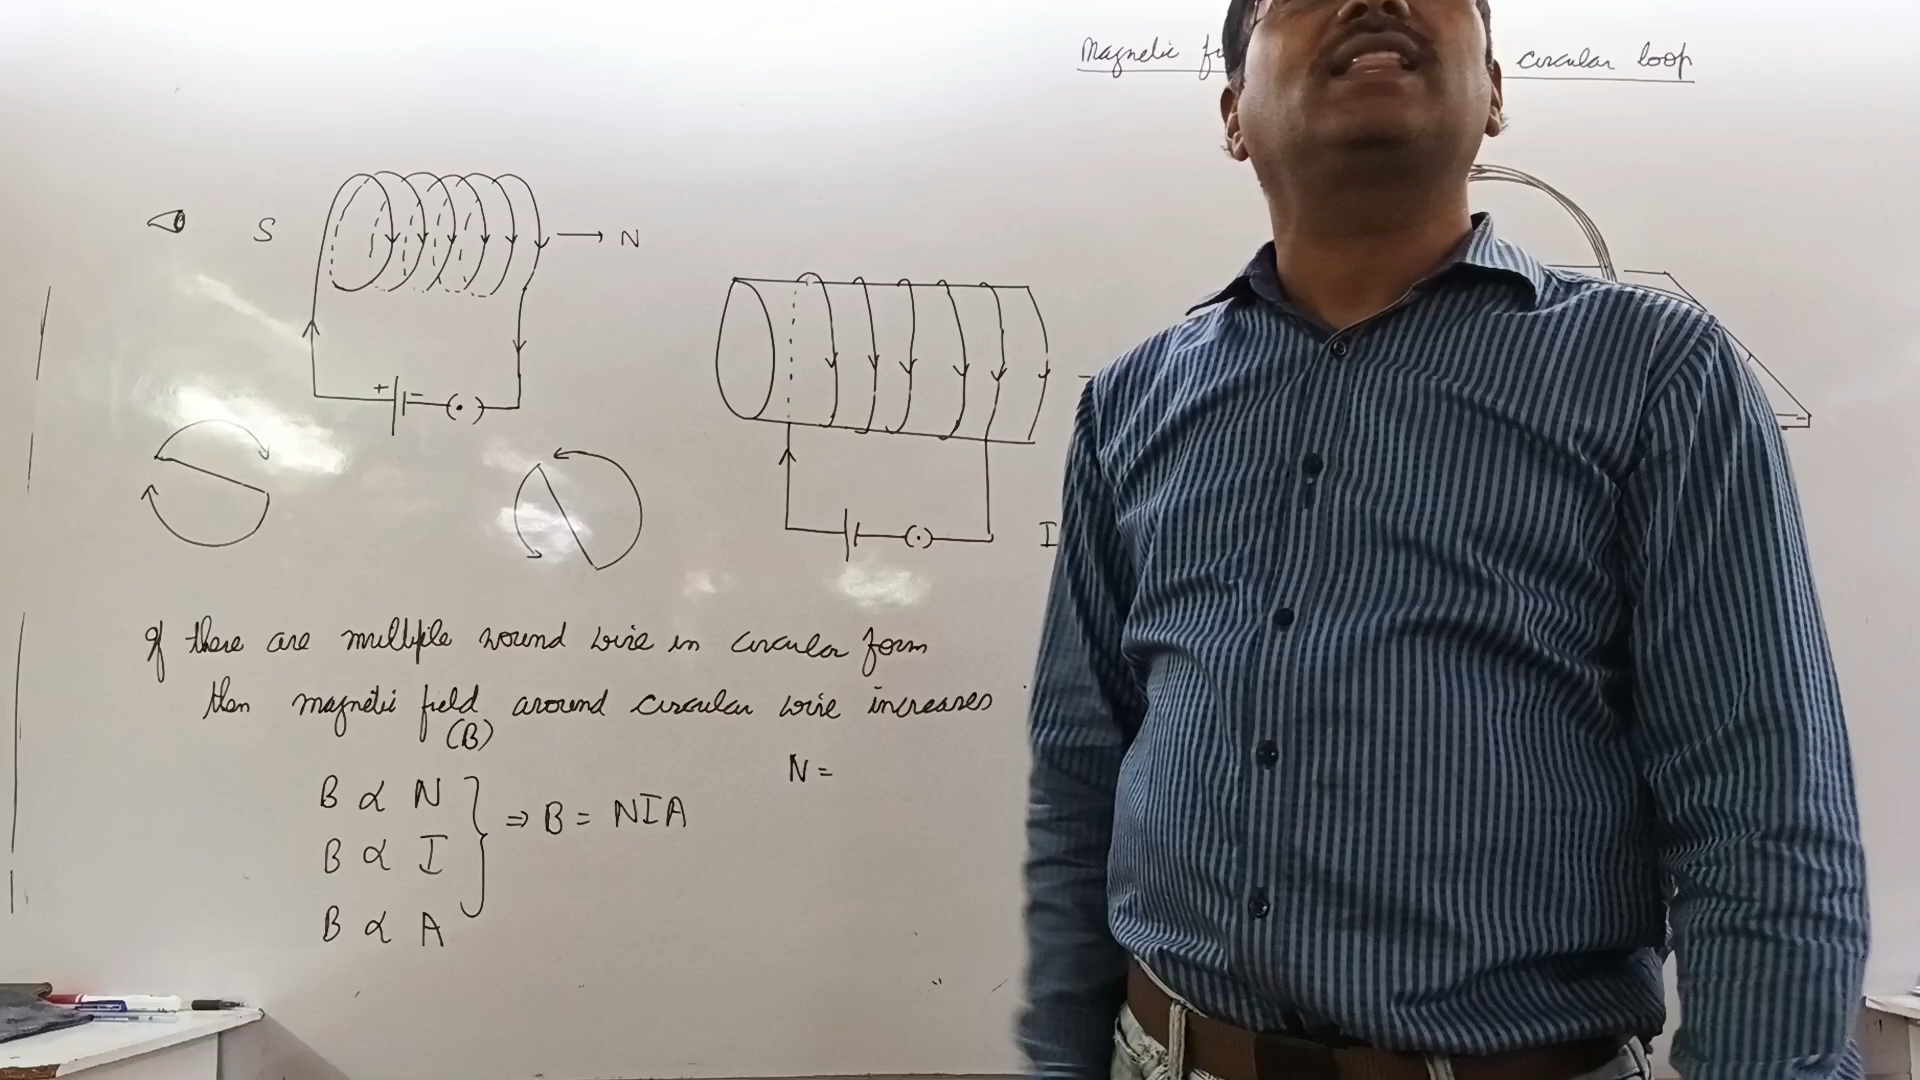 Magnetic circular loop
S
N
+ -
I
If there are multiple wound wire in circular form
then magnetic field around circular wire increases
(B)
N =
B ∝ N
⇒ B = NIA
B ∝ I
B ∝ A